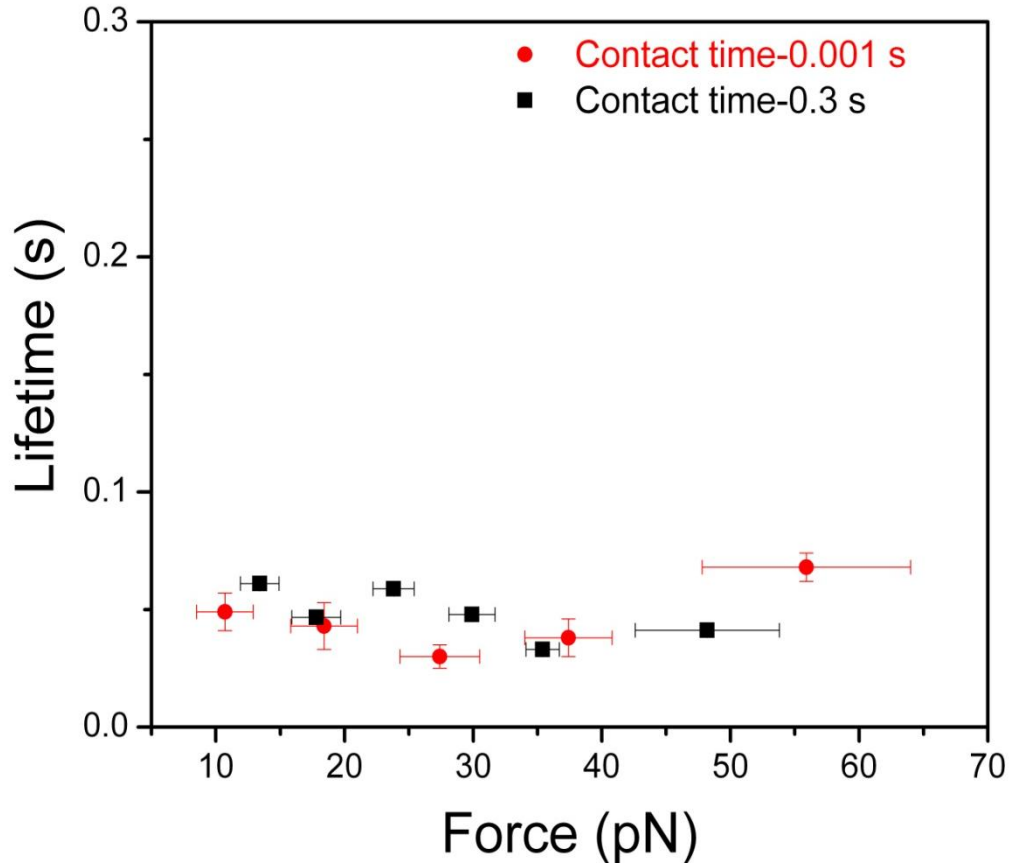 0.3
Contact time-0.001 s
Contact time-0.3 s
0.2
Lifetime (s)
0.1
0.0
10 20 30 40 50 60 70
Force (pN)